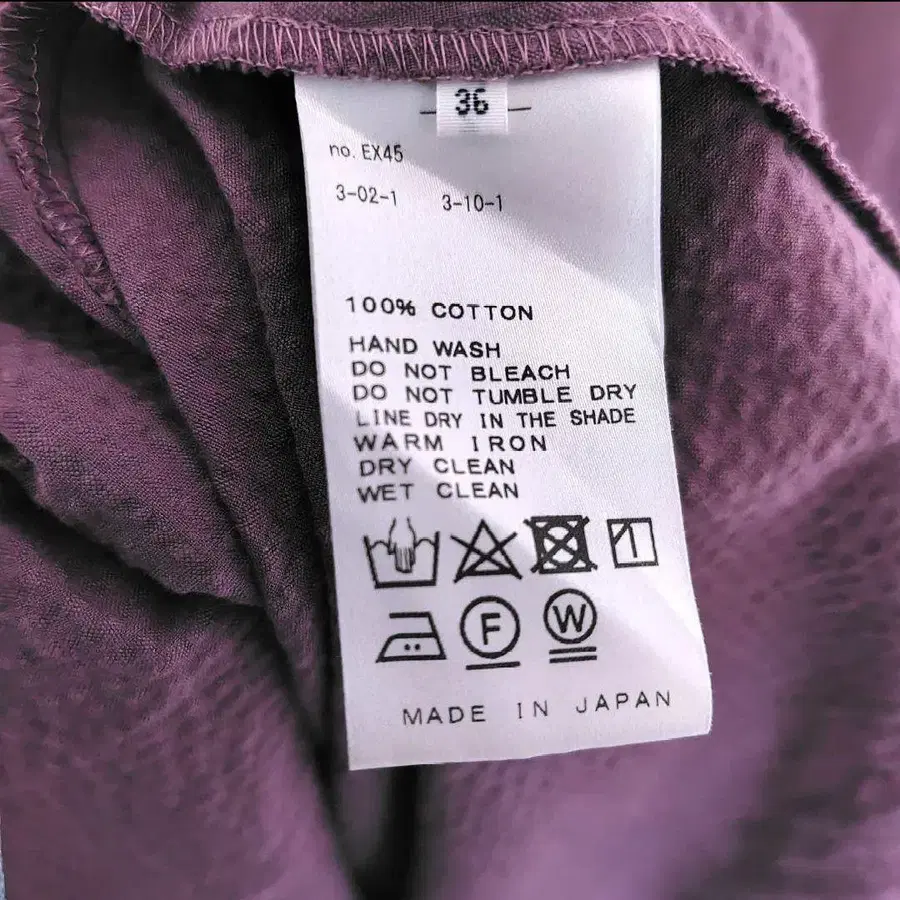 36
no. EX45
3-02-1 3-10-1
100% COTTON
HAND WASH
DO NOT BLEACH
DO NOT TUMBLE DRY
LINE DRY IN THE SHADE
WARM IRON
DRY CLEAN
WET CLEAN
F W
MADE IN JAPAN